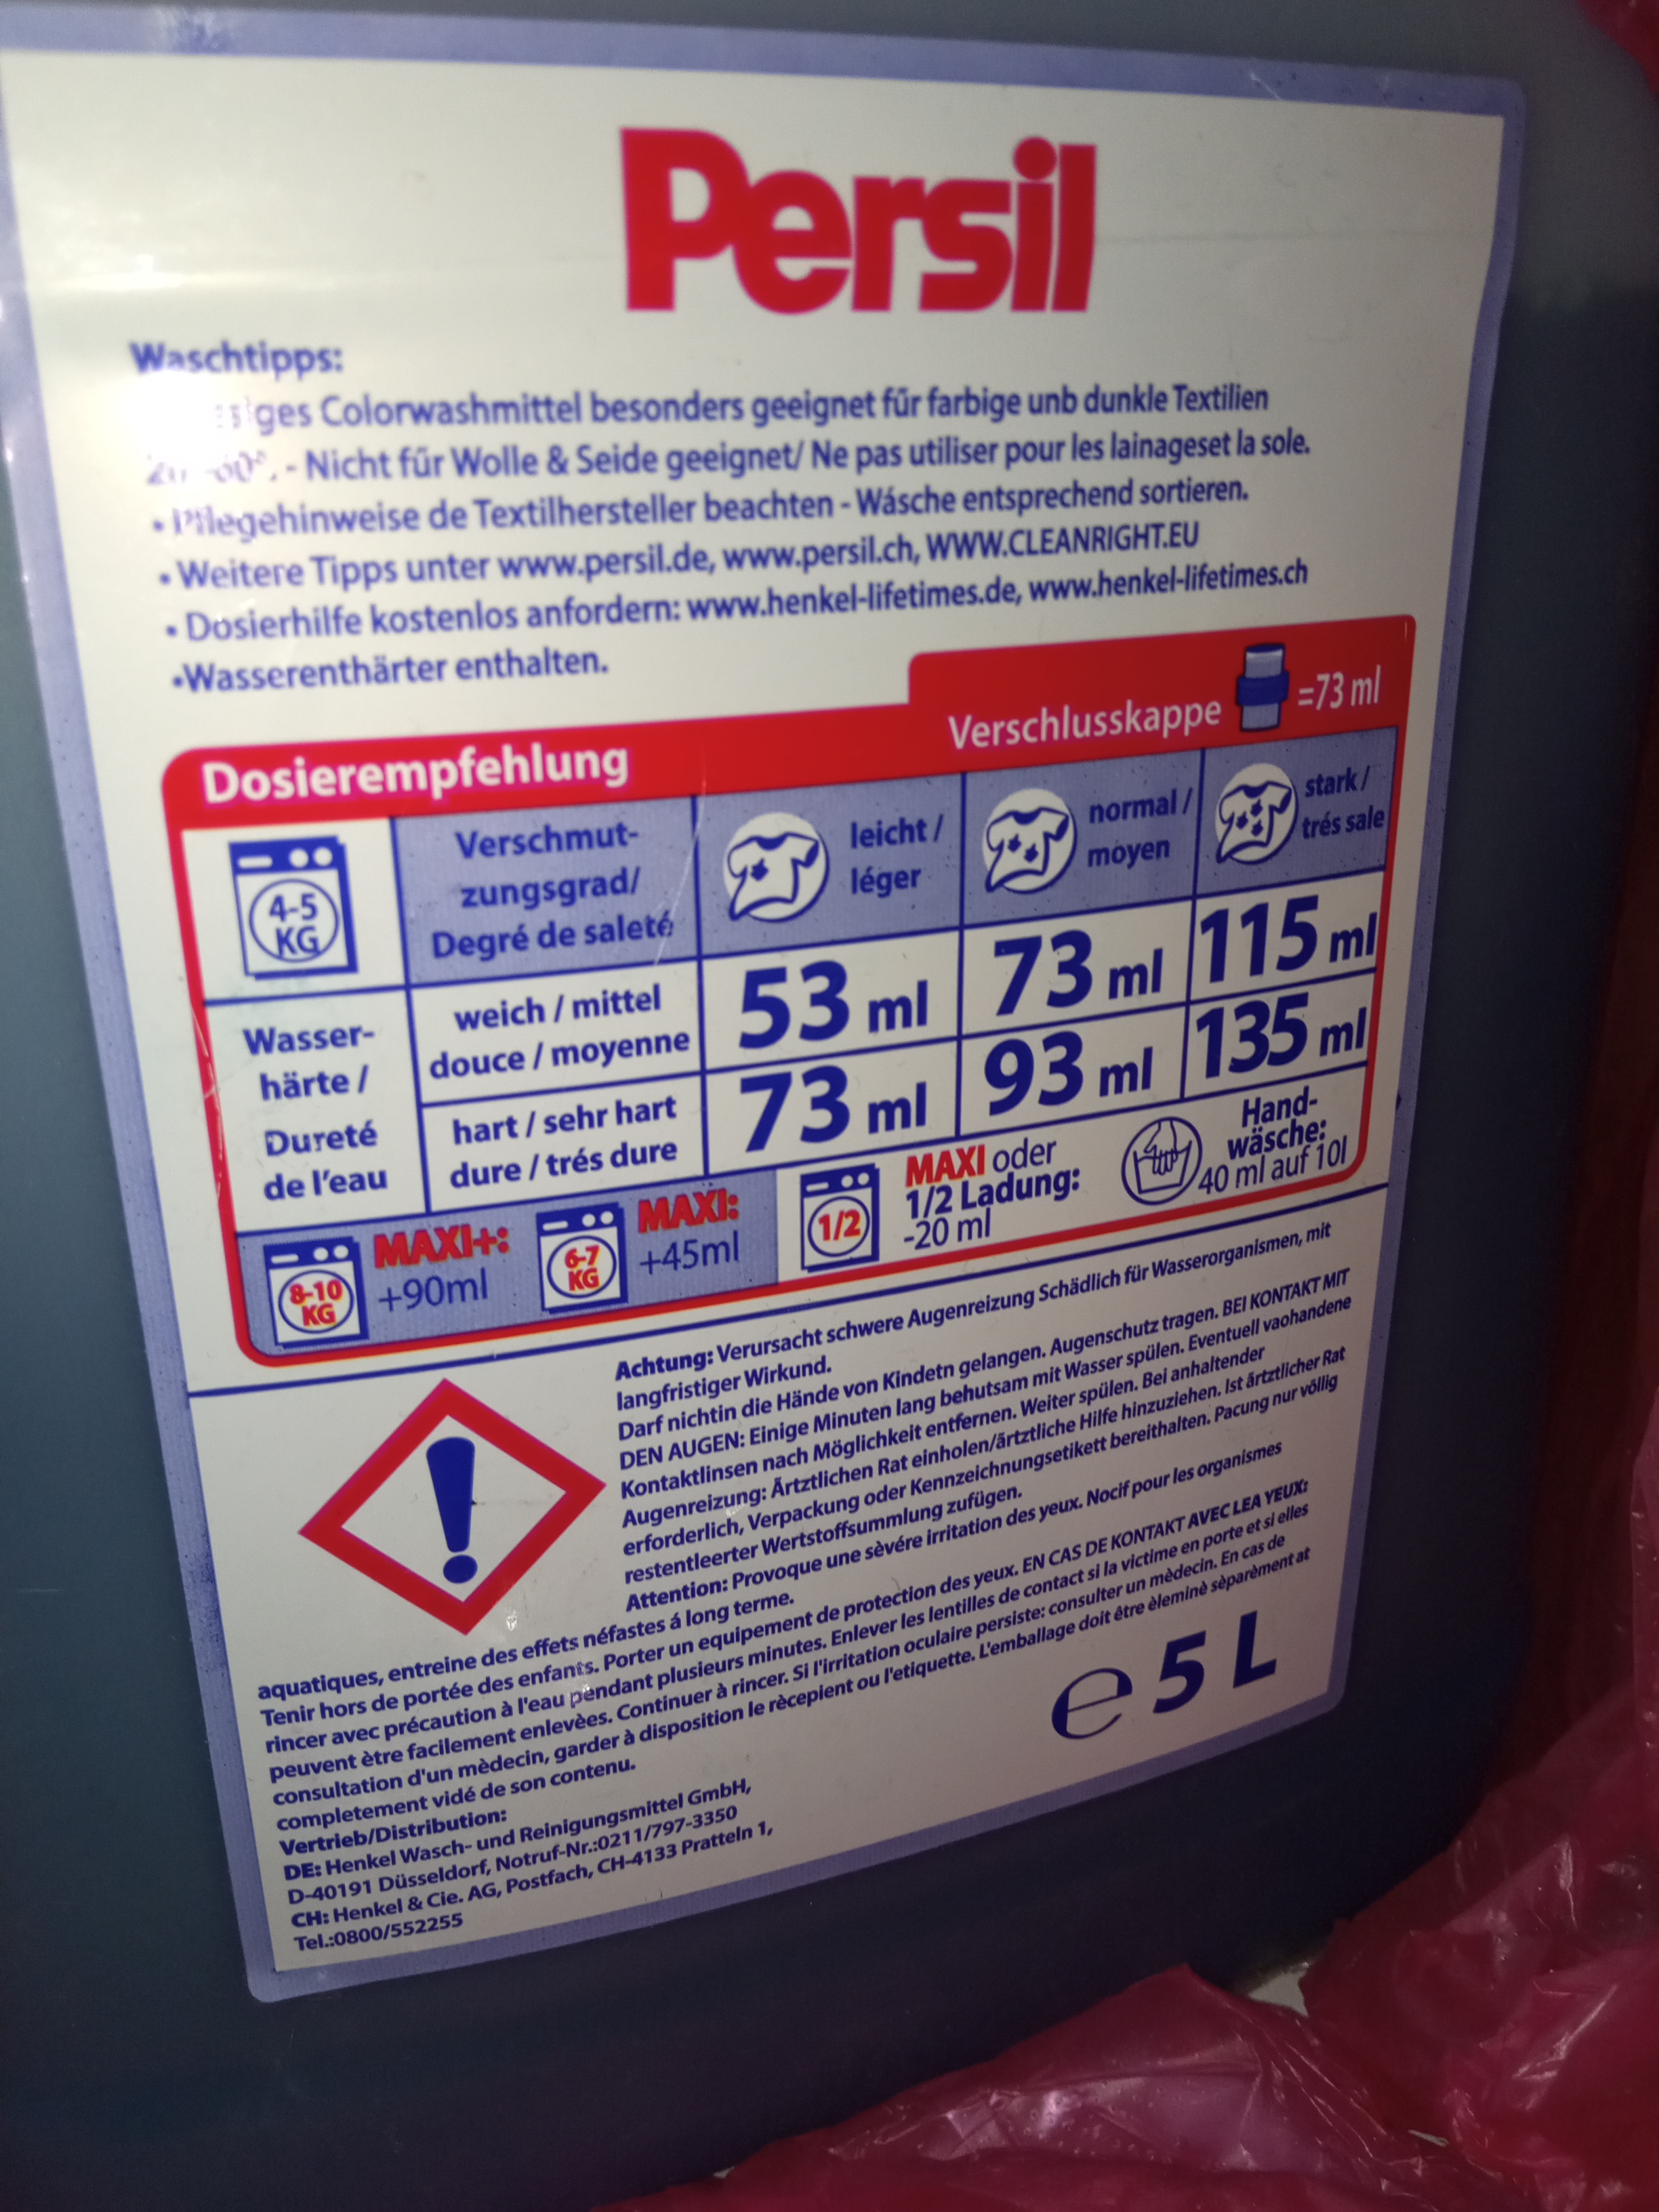 Persil
Waschtipps:
Colorwashmittel besonders geeignet für farbige unb dunkle Textilien
- Nicht für Wolle & Seide geeignet/ Ne pas utiliser pour les lainageset la sole.
• Pflegehinweise de Textilhersteller beachten - Wásche entsprechend sortieren.
• Weitere Tipps unter www.persil.de, www.persil.ch, WWW.CLEANRIGHT.EU
• Dosierhilfe kostenlos anfordern: www.henkel-lifetimes.de, www.henkel-lifetimes.ch
•Wasserenthärter enthalten.
Dosierempfehlung
Verschlusskappe =73 ml
4-5 KG
Verschmut-
zungsgrad/
Degré de saleté
leicht /
léger
normal /
moyen
stark /
trés sale
Wasser-
härte /
Dureté
de l'eau
weich / mittel
douce / moyenne
53 ml 73 ml 115 ml
hart / sehr hart
dure / trés dure
73 ml 93 ml 135 ml
8-10 KG
MAXI+:
+90ml
6-7 KG
MAXI:
+45ml
1/2
MAXI oder
1/2 Ladung:
-20 ml
Hand-
wäsche:
40 ml auf 10l
Achtung: Verursacht schwere Augenreizung Schädlich für Wasserorganismen, mit
langfristiger Wirkund.
Darf nichtin die Hände von Kindetn gelangen. Augenschutz tragen. BEI KONTAKT MIT
DEN AUGEN: Einige Minuten lang behutsam mit Wasser spülen. Eventuell vaohandene
Kontaktlinsen nach Möglichkeit entfernen. Weiter spülen. Bei anhaltender
Augenreizung: Ärtztlichen Rat einholen/ärtztliche Hilfe hinzuziehen. Ist ärtztlicher Rat
erforderlich, Verpackung oder Kennzeichnungsetikett bereithalten. Pacung nur völlig
restentleerter Wertstoffsummlung zufügen.
Attention: Provoque une sèvére irritation des yeux. Nocif pour les organismes
aquatiques, entreine des effets néfastes á long terme.
Tenir hors de portée des enfants. Porter un equipement de protection des yeux. EN CAS DE KONTAKT AVEC LEA YEUX:
rincer avec précaution à l'eau pendant plusieurs minutes. Enlever les lentilles de contact si la victime en porte et si elles
peuvent ètre facilement enlevèes. Continuer à rincer. Si l'irritation oculaire persiste: consulter un mèdecin. En cas de
consultation d'un mèdecin, garder à disposition le rècepient ou l'etiquette. L'emballage doit être èleminè sèparèment at
completement vidé de son contenu.
Vertrieb/Distribution:
DE: Henkel Wasch- und Reinigungsmittel GmbH,
D-40191 Düsseldorf, Notruf-Nr.:0211/797-3350
CH: Henkel & Cie. AG, Postfach, CH-4133 Pratteln 1,
Tel.:0800/552255
e 5 L